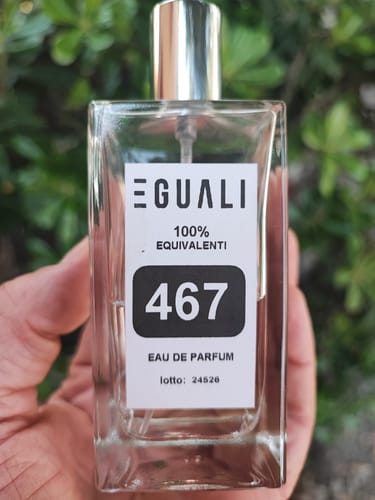 EGUALI
100%
EQUIVALENTI
467
EAU DE PARFUM
lotto: 24526